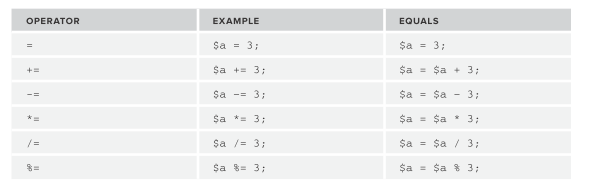 OPERATOR EXAMPLE EQUALS
= $a = 3; $a = 3;
+= $a += 3; $a = $a + 3;
-= $a -= 3; $a = $a - 3;
*= $a *= 3; $a = $a * 3;
/= $a /= 3; $a = $a / 3;
%= $a %= 3; $a = $a % 3;